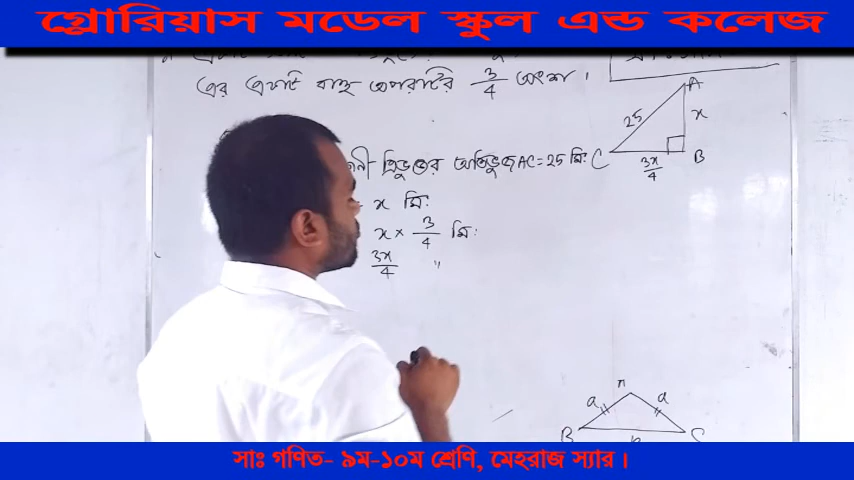 গ্লোরিয়াস মডেল স্কুল এন্ড কলেজ
এর একটি বাহু অপরটির 3/4 অংশ।
A
25
x
ত্রিভুজের অতিভুজ AC = 25 মি:
C
3x/4
B
x মি:
x × 3/4 মি:
3x/4 "
a
a
B
C
সাঃ গণিত- ৯ম-১০ম শ্রেণি, মেহরাজ স্যার।